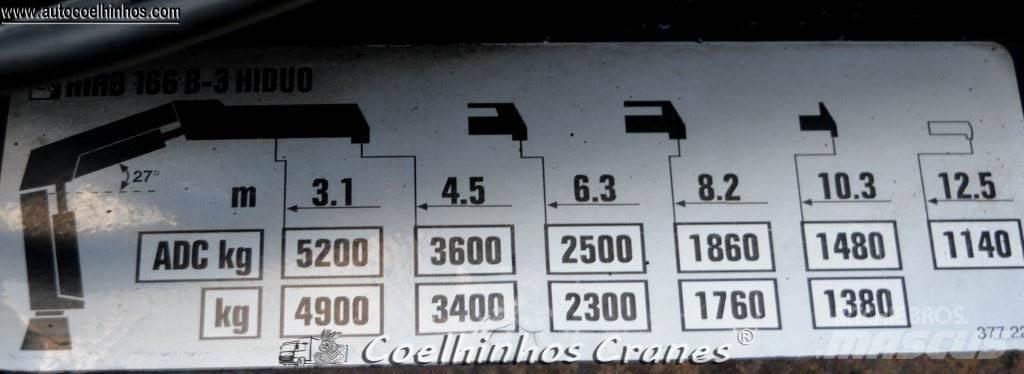 www.autocoelhinhos.com
HIAB 166 B-3 HIDUO
27°
m 3.1 4.5 6.3 8.2 10.3 12.5
ADC kg 5200 3600 2500 1860 1480 1140
kg 4900 3400 2300 1760 1380
377 22
Coelhinhos Cranes ®
BROS.
MASCUS